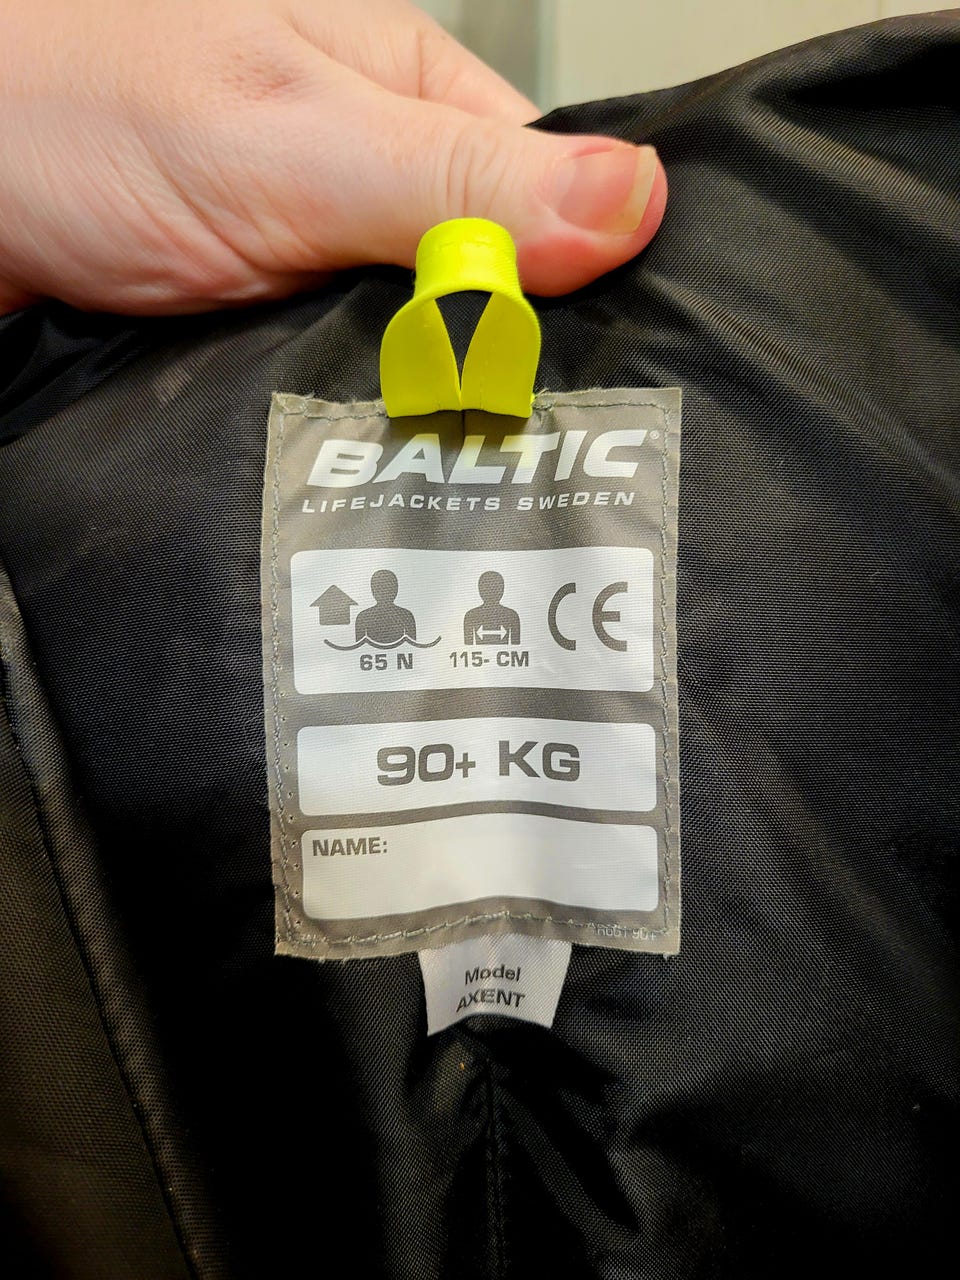 BALTIC®
LIFEJACKETS SWEDEN
65 N
115- CM
CE
90+ KG
NAME:
Model
AXENT